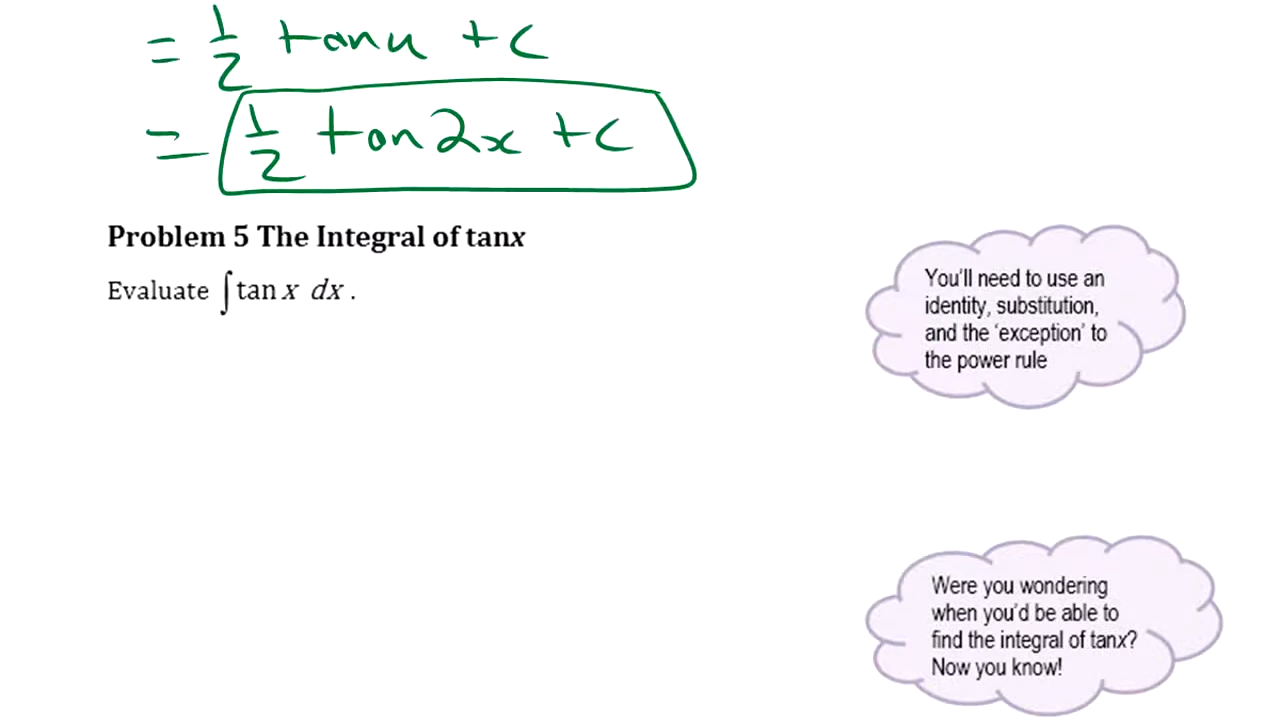 = 1/2 tan u + c
= 1/2 tan 2x + c
Problem 5 The Integral of tanx
Evaluate ∫ tan x dx .
You'll need to use an
identity, substitution,
and the 'exception' to
the power rule
Were you wondering
when you'd be able to
find the integral of tanx?
Now you know!